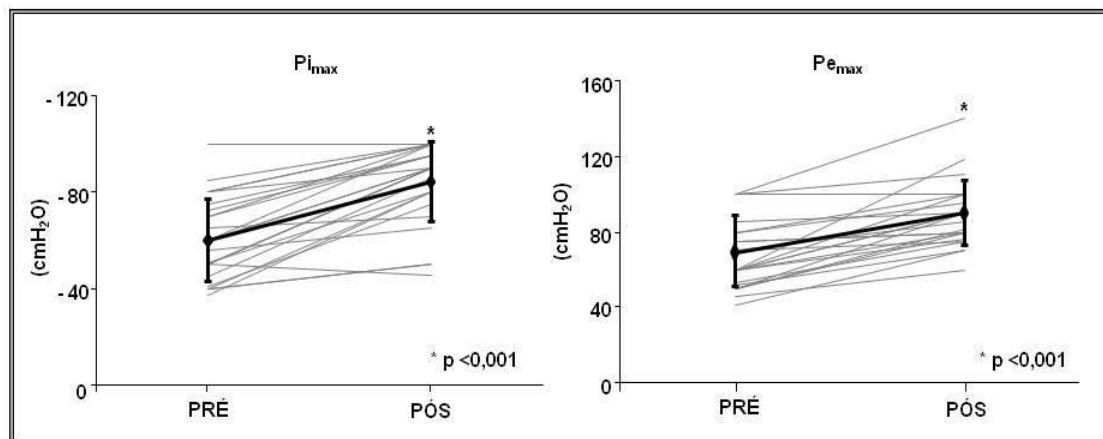 Pimax
- 120
- 80
- 40
0
(cmH2O)
*
* p <0,001
PRÉ
PÓS
Pemax
160
120
80
40
0
(cmH2O)
*
* p <0,001
PRÉ
PÓS